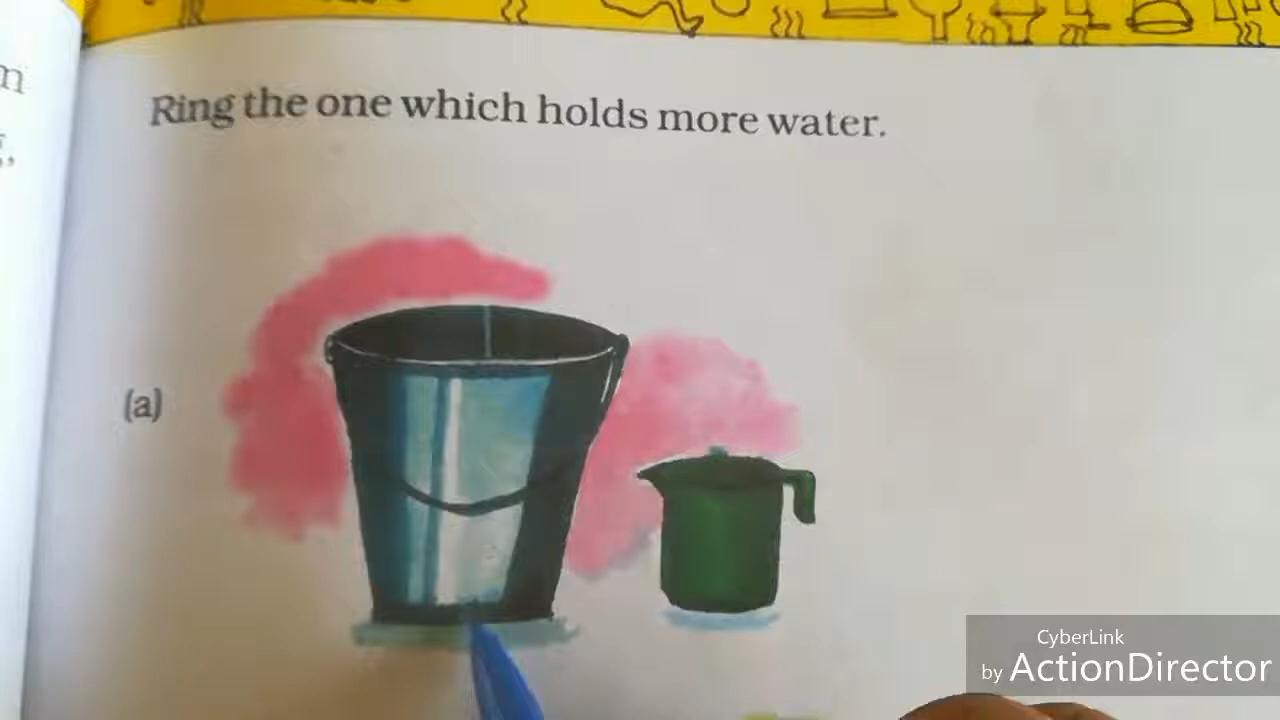 Ring the one which holds more water.
(a)
CyberLink
by ActionDirector